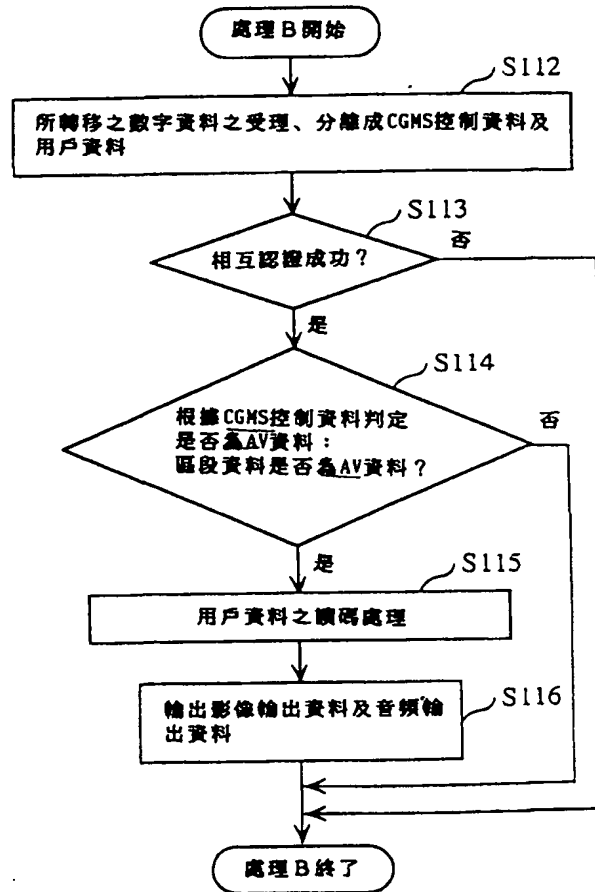 處理B開始
S112
所轉移之數字資料之受理、分離成CGMS控制資料及
用戶資料
S113
相互認證成功?
否
是
S114
根據CGMS控制資料判定
是否為AV資料:
區段資料是否為AV資料?
否
是
S115
用戶資料之讀碼處理
S116
輸出影像輸出資料及音頻輸
出資料
處理B終了